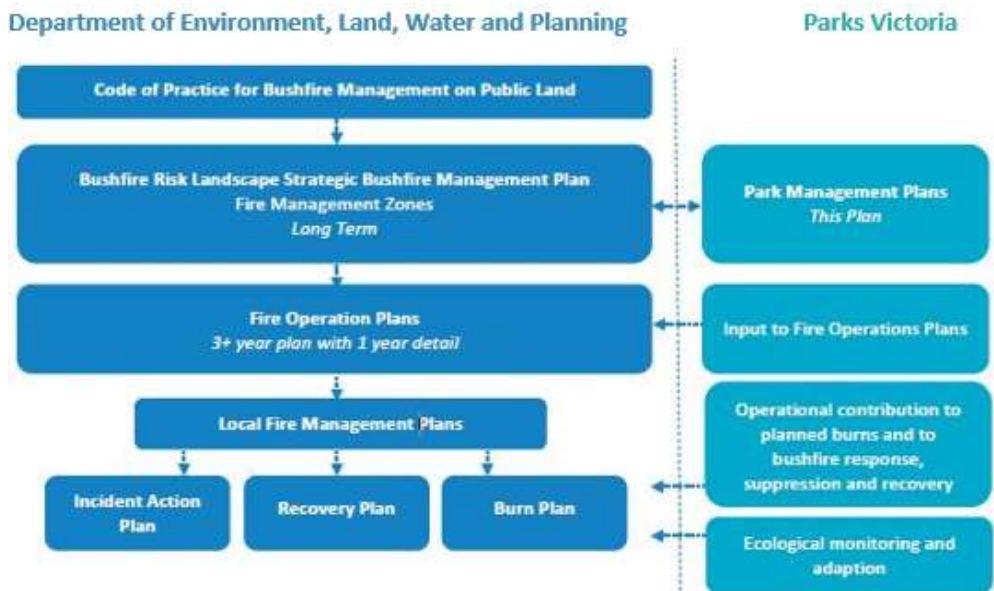 Department of Environment, Land, Water and Planning
Parks Victoria
Code of Practice for Bushfire Management on Public Land
Bushfire Risk Landscape Strategic Bushfire Management Plan
Fire Management Zones
Long Term
Park Management Plans
This Plan
Fire Operation Plans
3+ year plan with 1 year detail
Input to Fire Operations Plans
Local Fire Management Plans
Operational contribution to
planned burns and to
bushfire response,
suppression and recovery
Incident Action
Plan
Recovery Plan
Burn Plan
Ecological monitoring and
adaption